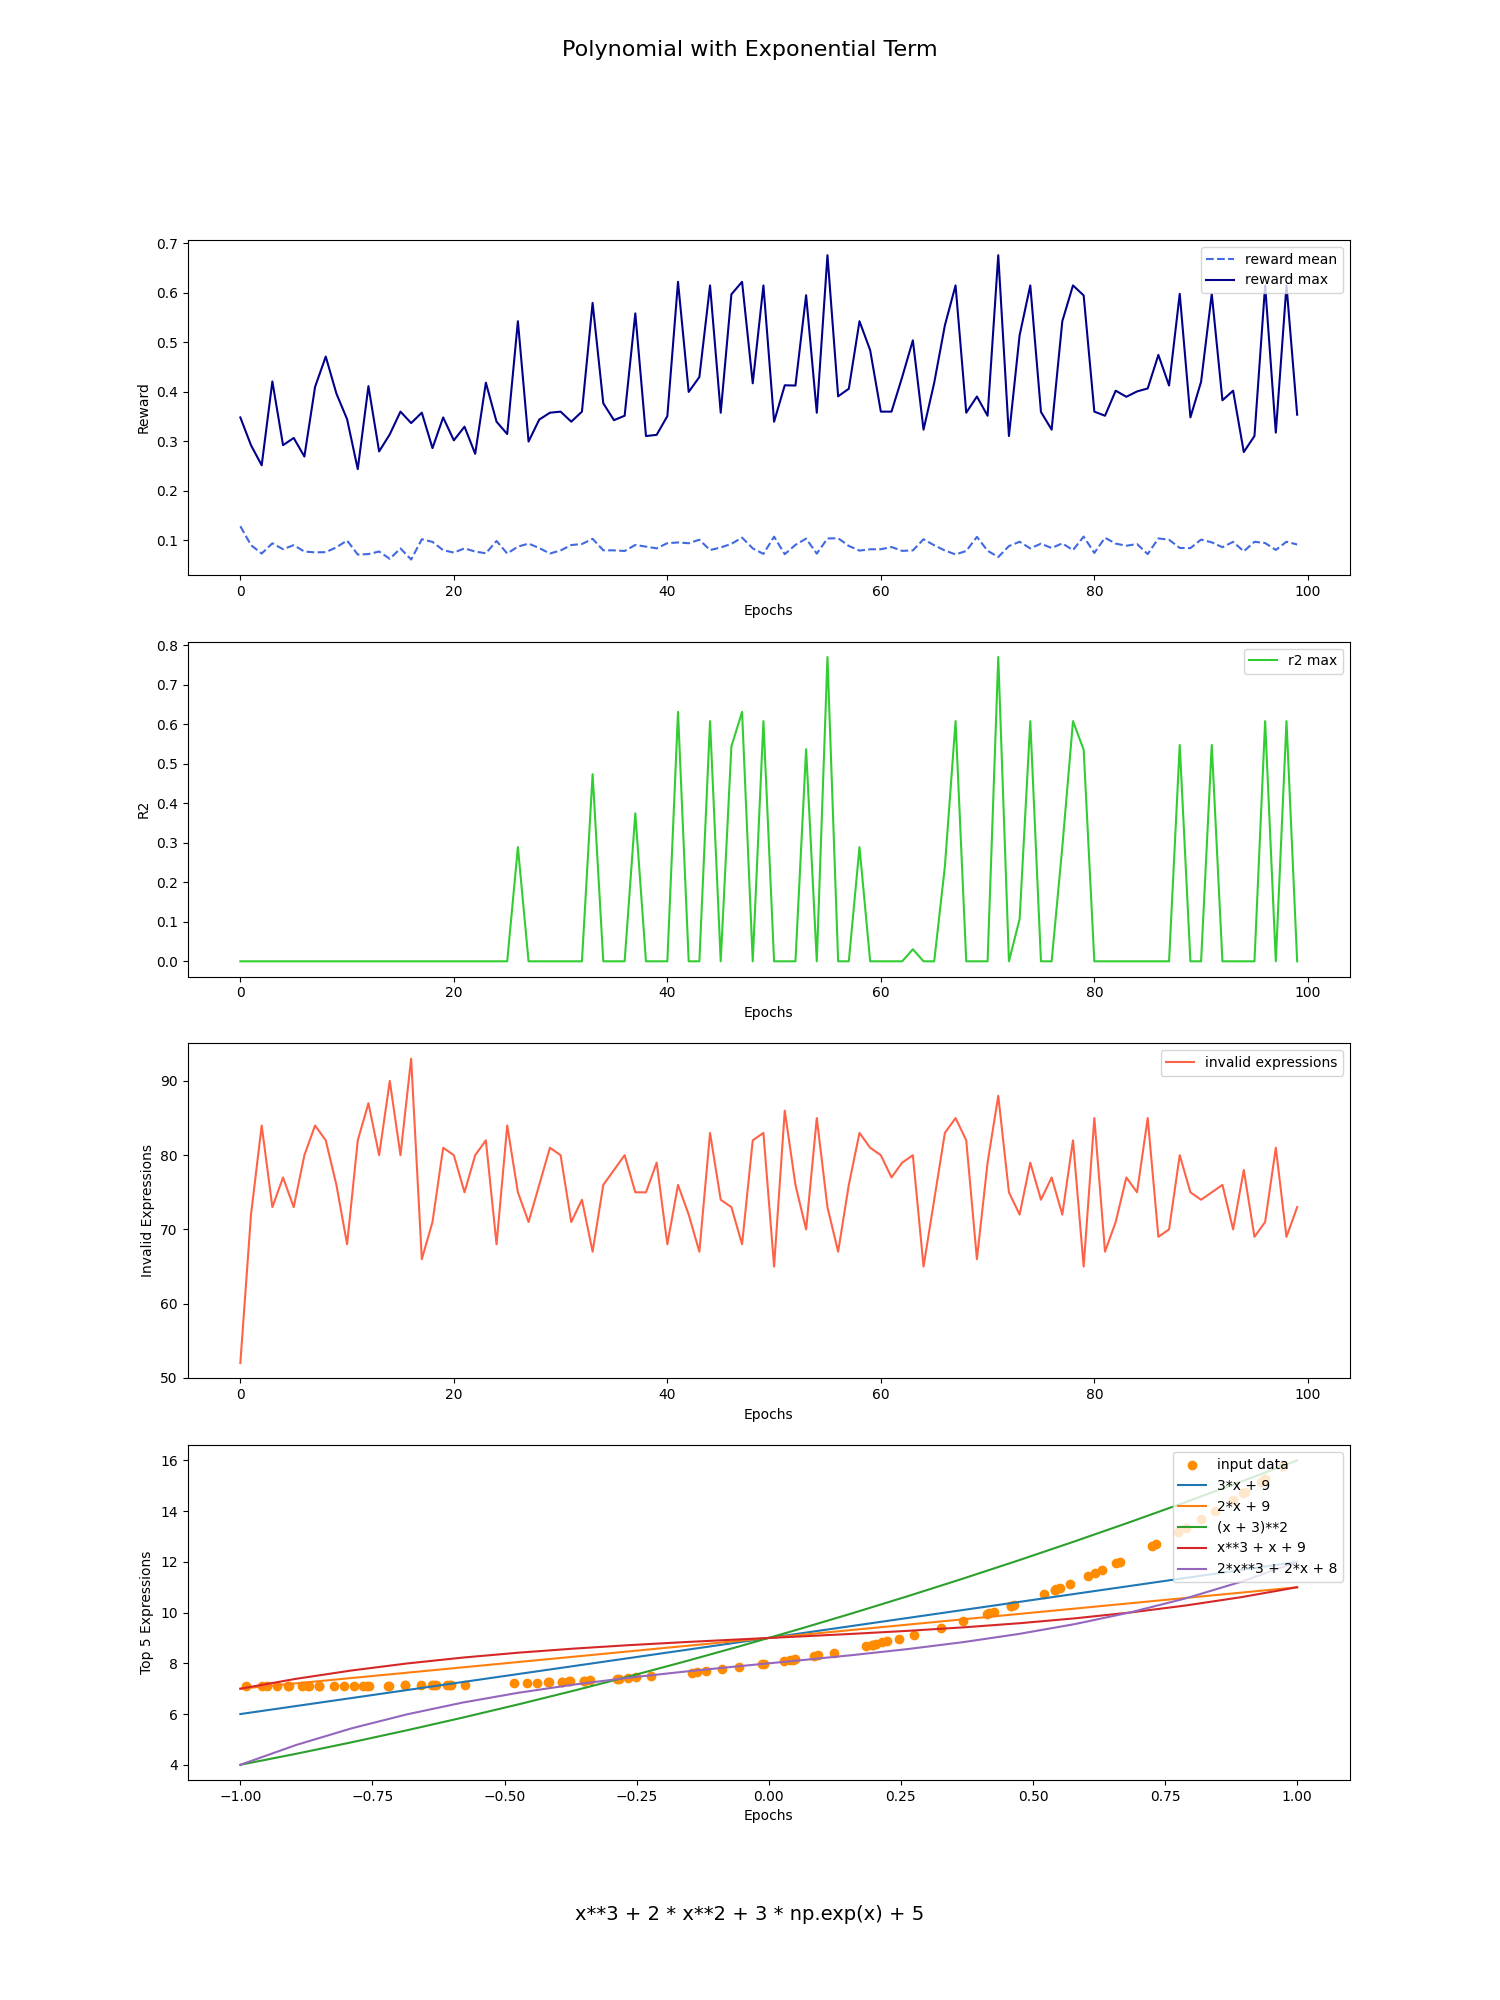 Polynomial with Exponential Term
0.7
0.6
0.5
0.4
0.3
0.2
0.1
Reward
reward mean
reward max
0 20 40 60 80 100
Epochs
0.8
0.7
0.6
0.5
0.4
0.3
0.2
0.1
0.0
R2
r2 max
0 20 40 60 80 100
Epochs
90
80
70
60
50
Invalid Expressions
invalid expressions
0 20 40 60 80 100
Epochs
16
14
12
10
8
6
4
Top 5 Expressions
input data
3*x + 9
2*x + 9
(x + 3)**2
x**3 + x + 9
2*x**3 + 2*x + 8
−1.00 −0.75 −0.50 −0.25 0.00 0.25 0.50 0.75 1.00
Epochs
x**3 + 2 * x**2 + 3 * np.exp(x) + 5